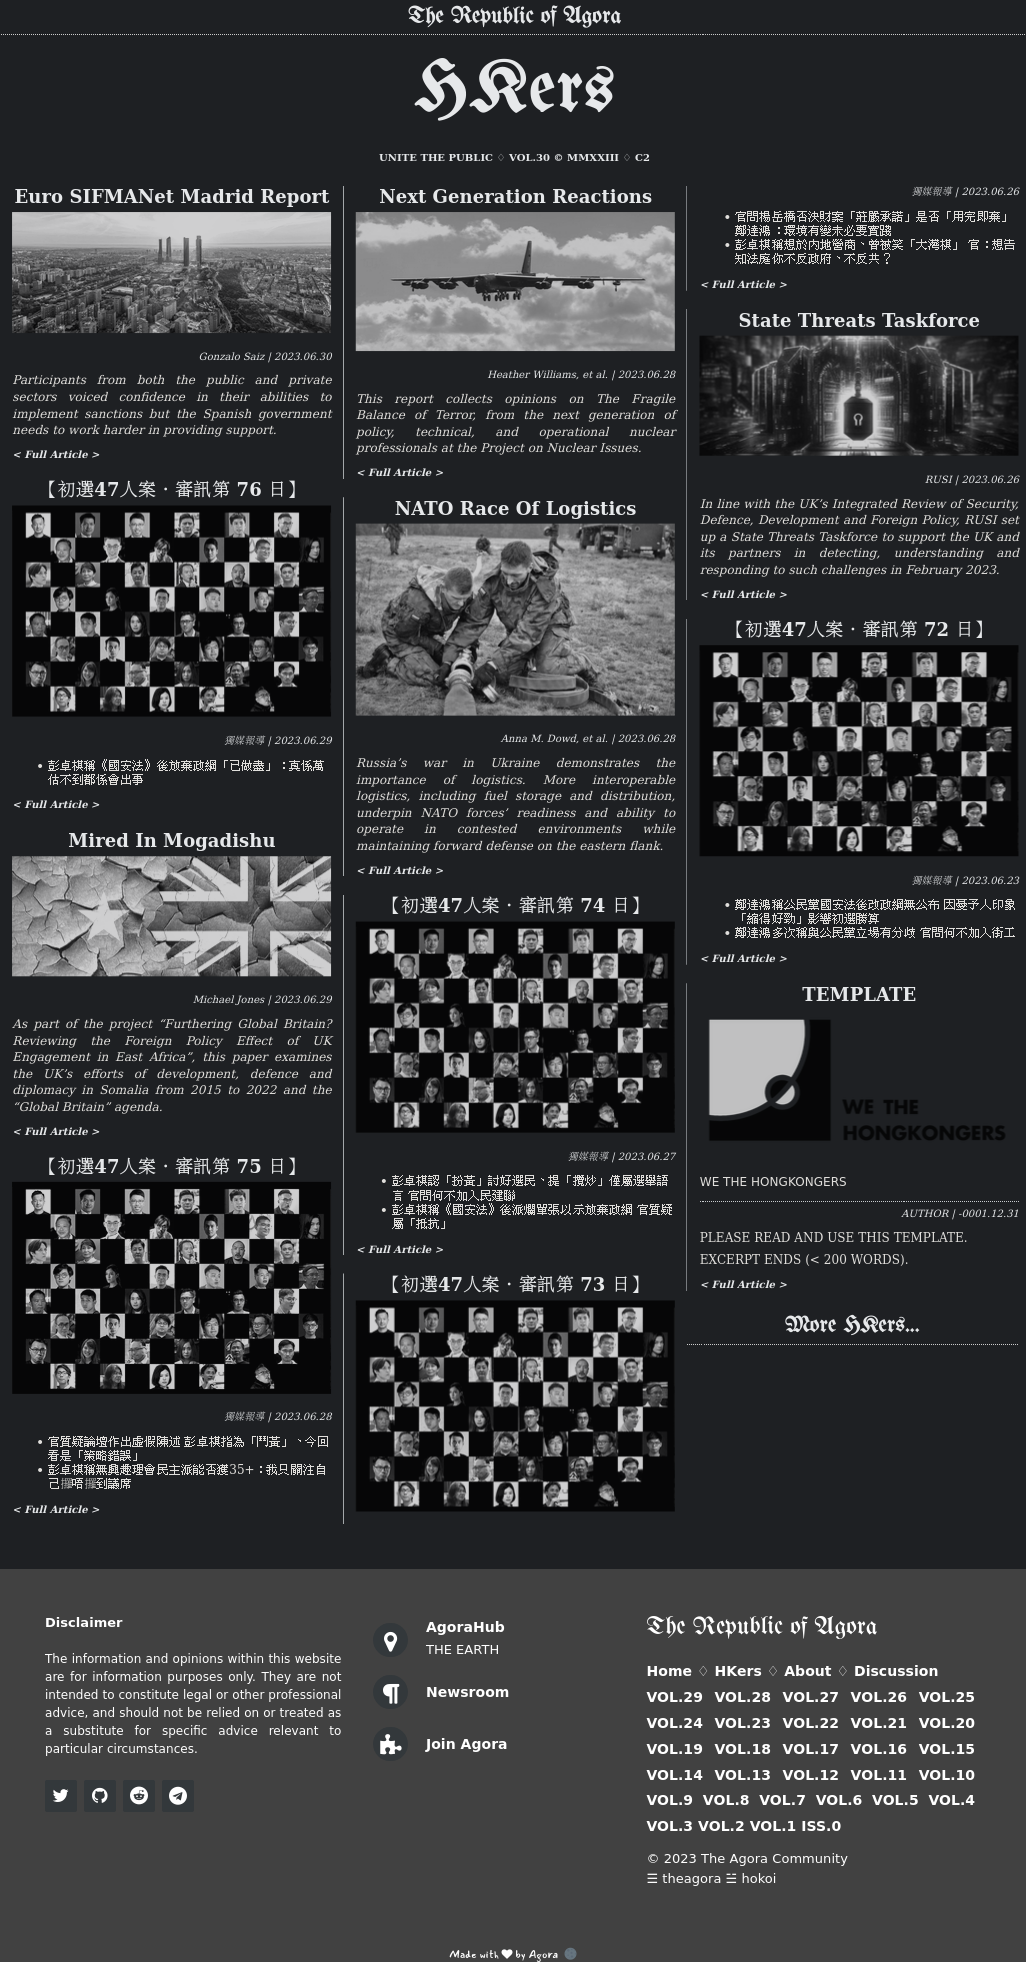 The Republic of Agora
HKers
UNITE THE PUBLIC ♢ VOL.30 © MMXXIII ♢ C2
Euro SIFMANet Madrid Report
Gonzalo Saiz | 2023.06.30
Participants from both the public and private
sectors voiced confidence in their abilities to
implement sanctions but the Spanish government
needs to work harder in providing support.
< Full Article >
【初選47人案・審訊第 76 日】
獨媒報導 | 2023.06.29
• 彭卓棋稱《國安法》後放棄政綱「已做盡」：真係萬
估不到都係會出事
< Full Article >
Mired In Mogadishu
Michael Jones | 2023.06.29
As part of the project “Furthering Global Britain?
Reviewing the Foreign Policy Effect of UK
Engagement in East Africa”, this paper examines
the UK’s efforts of development, defence and
diplomacy in Somalia from 2015 to 2022 and the
“Global Britain” agenda.
< Full Article >
【初選47人案・審訊第 75 日】
獨媒報導 | 2023.06.28
• 官質疑論壇作出虛假陳述 彭卓棋指為「鬥黃」、今回
看是「策略錯誤」
• 彭卓棋稱無興趣理會民主派能否獲35+：我只關注自
己攞唔攞到議席
< Full Article >
Next Generation Reactions
Heather Williams, et al. | 2023.06.28
This report collects opinions on The Fragile
Balance of Terror, from the next generation of
policy, technical, and operational nuclear
professionals at the Project on Nuclear Issues.
< Full Article >
NATO Race Of Logistics
Anna M. Dowd, et al. | 2023.06.28
Russia’s war in Ukraine demonstrates the
importance of logistics. More interoperable
logistics, including fuel storage and distribution,
underpin NATO forces’ readiness and ability to
operate in contested environments while
maintaining forward defense on the eastern flank.
< Full Article >
【初選47人案・審訊第 74 日】
獨媒報導 | 2023.06.27
• 彭卓棋認「扮黃」討好選民、提「攬炒」僅屬選舉語
言 官問何不加入民建聯
• 彭卓棋稱《國安法》後派爛單張以示放棄政綱 官質疑
屬「抵抗」
< Full Article >
【初選47人案・審訊第 73 日】
獨媒報導 | 2023.06.26
• 官問楊岳橋否決財案「莊嚴承諾」是否「用完即棄」
鄭達鴻：環境有變未必要實踐
• 彭卓棋稱想於內地營商、曾被笑「大灣棋」 官：想告
知法庭你不反政府、不反共？
< Full Article >
State Threats Taskforce
RUSI | 2023.06.26
In line with the UK’s Integrated Review of Security,
Defence, Development and Foreign Policy, RUSI set
up a State Threats Taskforce to support the UK and
its partners in detecting, understanding and
responding to such challenges in February 2023.
< Full Article >
【初選47人案・審訊第 72 日】
獨媒報導 | 2023.06.23
• 鄭達鴻稱公民黨國安法後改政綱無公布 因憂予人印象
「縮得好勁」影響初選勝算
• 鄭達鴻多次稱與公民黨立場有分歧 官問何不加入街工
< Full Article >
TEMPLATE
WE THE
HONGKONGERS
WE THE HONGKONGERS
AUTHOR | -0001.12.31
PLEASE READ AND USE THIS TEMPLATE.
EXCERPT ENDS (< 200 WORDS).
< Full Article >
More HKers...
Disclaimer
The information and opinions within this website
are for information purposes only. They are not
intended to constitute legal or other professional
advice, and should not be relied on or treated as
a substitute for specific advice relevant to
particular circumstances.
AgoraHub
THE EARTH
Newsroom
Join Agora
The Republic of Agora
Home ♢ HKers ♢ About ♢ Discussion
VOL.29 VOL.28 VOL.27 VOL.26 VOL.25
VOL.24 VOL.23 VOL.22 VOL.21 VOL.20
VOL.19 VOL.18 VOL.17 VOL.16 VOL.15
VOL.14 VOL.13 VOL.12 VOL.11 VOL.10
VOL.9 VOL.8 VOL.7 VOL.6 VOL.5 VOL.4
VOL.3 VOL.2 VOL.1 ISS.0
© 2023 The Agora Community
☰ theagora ☱ hokoi
Made with ♥ by Agora